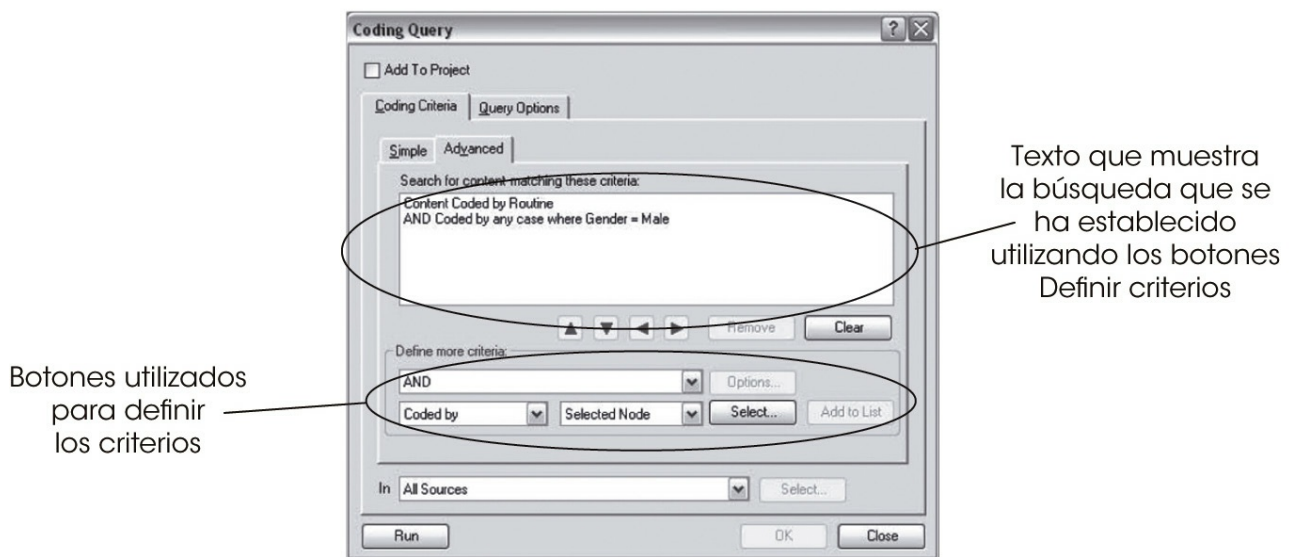 Coding Query
Add To Project
Coding Criteria
Query Options
Simple
Advanced
Search for content matching these criteria:
Content Coded by Routine
AND Coded by any case where Gender = Male
Remove
Clear
Define more criteria:
AND
Options...
Coded by
Selected Node
Select...
Add to List
In
All Sources
Select...
Run
OK
Close
Texto que muestra
la búsqueda que se
ha establecido
utilizando los botones
Definir criterios
Botones utilizados
para definir
los criterios